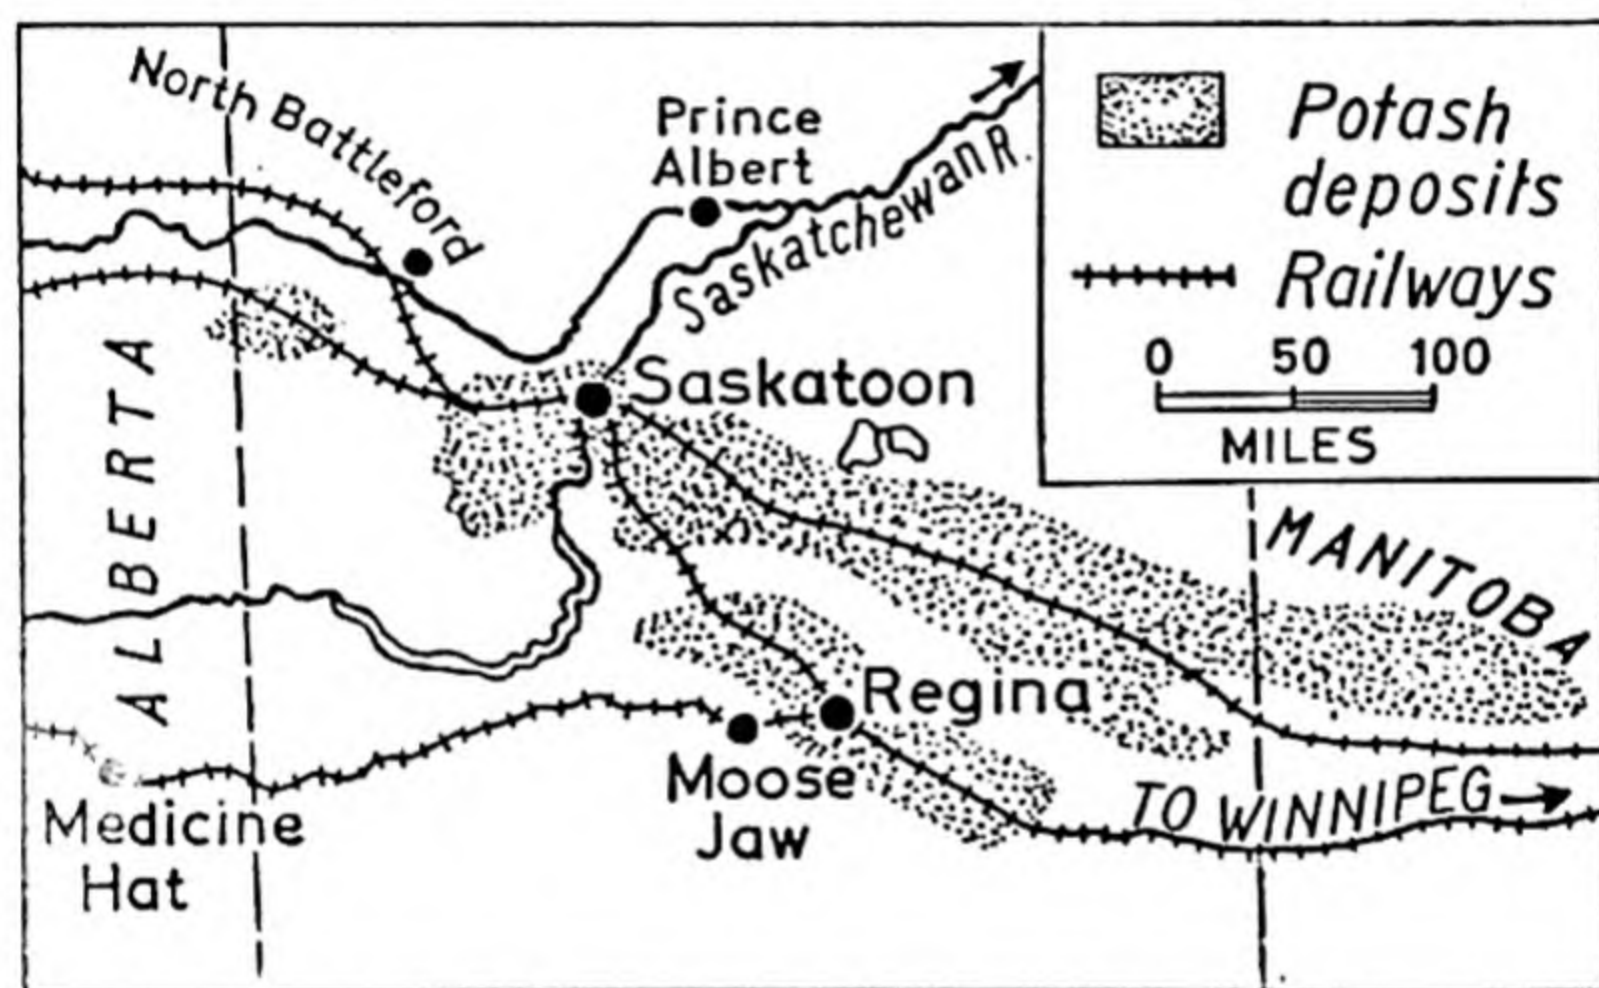 North Battleford
Prince
Albert
Saskatchewan R.
Potash
deposits
Railways
0 50 100
MILES
ALBERTA
Saskatoon
MANITOBA
Regina
Moose
Jaw
TO WINNIPEG
Medicine
Hat